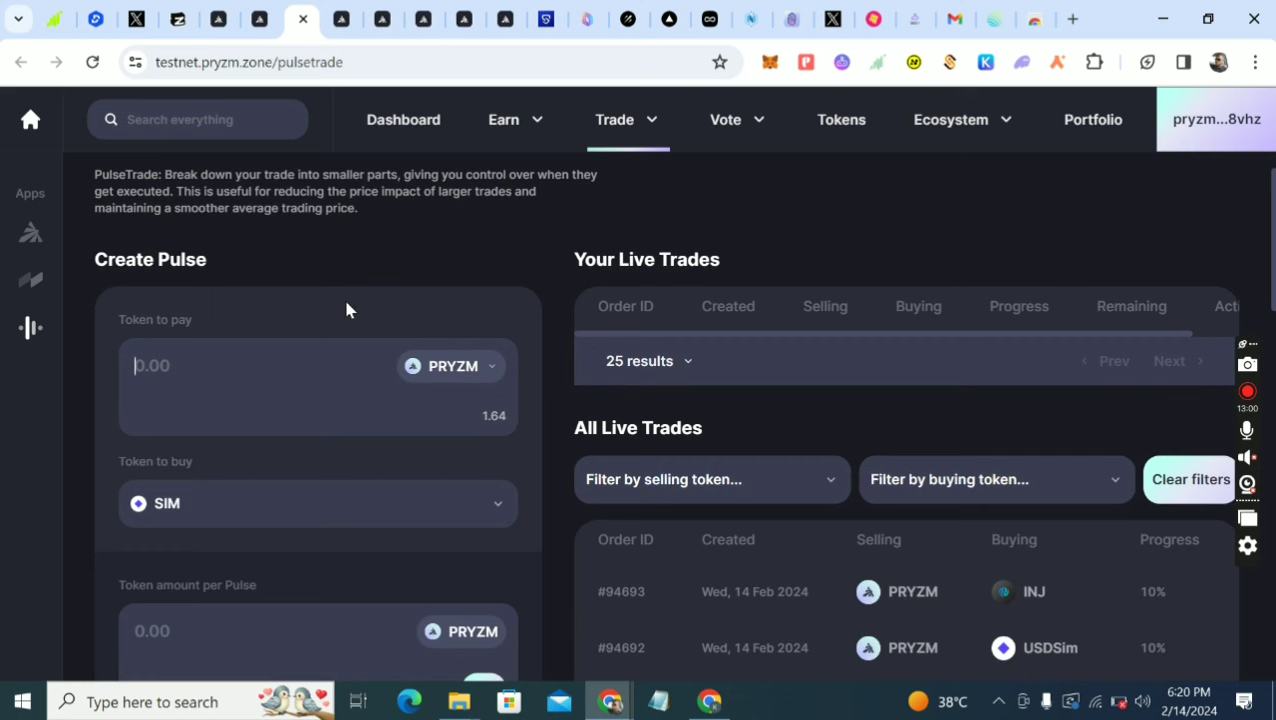 testnet.pryzm.zone/pulsetrade
Search everything
Dashboard
Earn
Trade
Vote
Tokens
Ecosystem
Portfolio
pryzm...8vhz
Apps
PulseTrade: Break down your trade into smaller parts, giving you control over when they
get executed. This is useful for reducing the price impact of larger trades and
maintaining a smoother average trading price.
Create Pulse
Token to pay
0.00
PRYZM
1.64
Token to buy
SIM
Token amount per Pulse
0.00
PRYZM
Your Live Trades
Order ID Created Selling Buying Progress Remaining
25 results
Prev Next
All Live Trades
Filter by selling token...
Filter by buying token...
Clear filters
Order ID Created Selling Buying Progress
#94693 Wed, 14 Feb 2024 PRYZM INJ 10%
#94692 Wed, 14 Feb 2024 PRYZM USDSim 10%
13:00
Type here to search
38°C
6:20 PM
2/14/2024